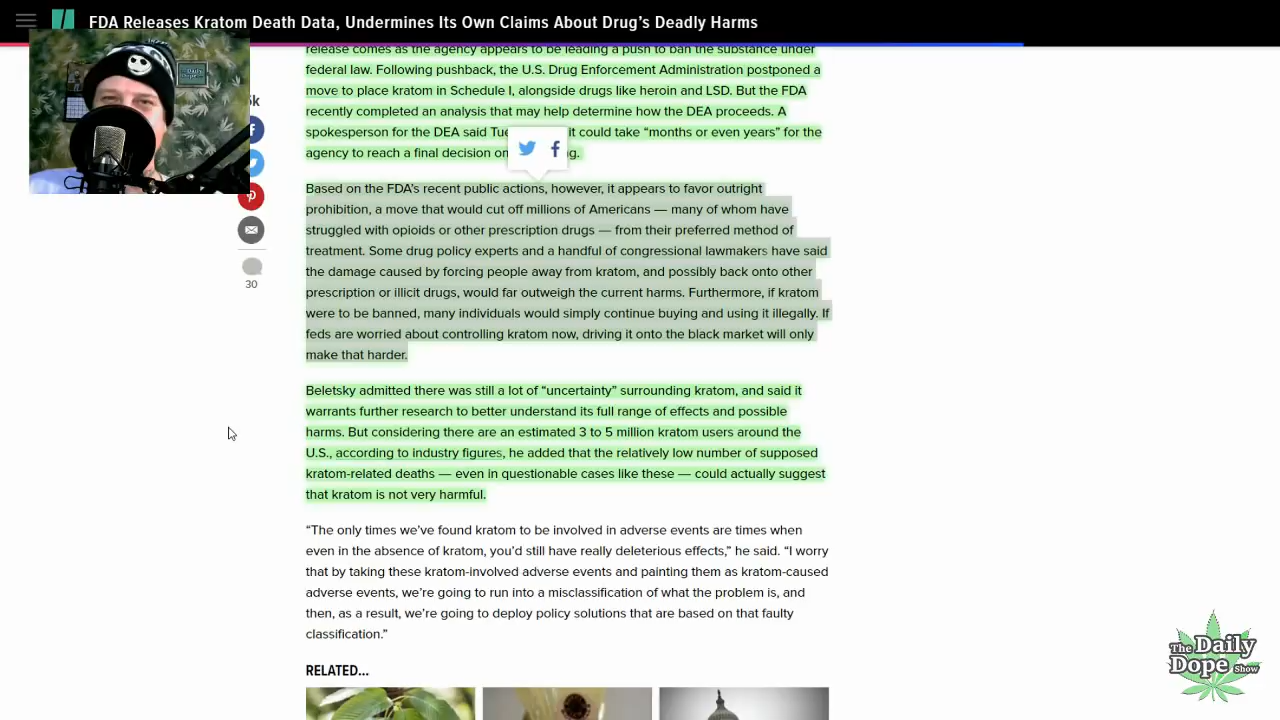 FDA Releases Kratom Death Data, Undermines Its Own Claims About Drug's Deadly Harms
release comes as the agency appears to be leading a push to ban the substance under
federal law. Following pushback, the U.S. Drug Enforcement Administration postponed a
move to place kratom in Schedule I, alongside drugs like heroin and LSD. But the FDA
recently completed an analysis that may help determine how the DEA proceeds. A
spokesperson for the DEA said it could take “months or even years” for the
agency to reach a final decision on
Based on the FDA’s recent public actions, however, it appears to favor outright
prohibition, a move that would cut off millions of Americans — many of whom have
struggled with opioids or other prescription drugs — from their preferred method of
treatment. Some drug policy experts and a handful of congressional lawmakers have said
the damage caused by forcing people away from kratom, and possibly back onto other
prescription or illicit drugs, would far outweigh the current harms. Furthermore, if kratom
were to be banned, many individuals would simply continue buying and using it illegally. If
feds are worried about controlling kratom now, driving it onto the black market will only
make that harder.
30
Beletsky admitted there was still a lot of “uncertainty” surrounding kratom, and said it
warrants further research to better understand its full range of effects and possible
harms. But considering there are an estimated 3 to 5 million kratom users around the
U.S., according to industry figures, he added that the relatively low number of supposed
kratom-related deaths — even in questionable cases like these — could actually suggest
that kratom is not very harmful.
“The only times we’ve found kratom to be involved in adverse events are times when
even in the absence of kratom, you’d still have really deleterious effects,” he said. “I worry
that by taking these kratom-involved adverse events and painting them as kratom-caused
adverse events, we’re going to run into a misclassification of what the problem is, and
then, as a result, we’re going to deploy policy solutions that are based on that faulty
classification.”
RELATED...
The Daily
Dope Show